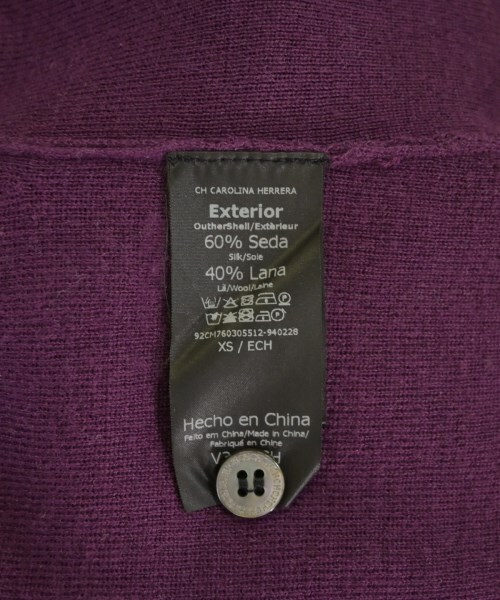 CH CAROLINA HERRERA
Exterior
OutherShell/Extérieur
60% Seda
Silk/Soie
40% Lana
Lã/Wool/Laine
92CM760305512-940228
XS / ECH
Hecho en China
Feito em China/Made in China/
Fabriqué en Chine